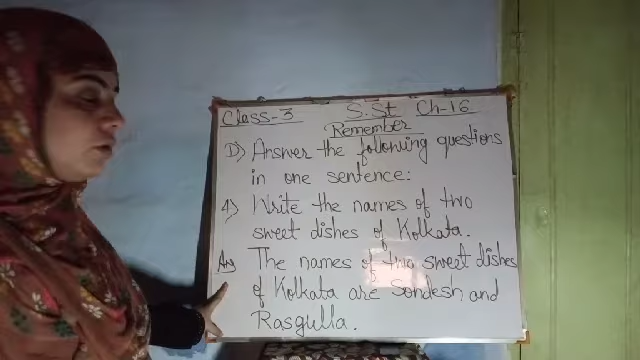 Class-3 S.St Ch-16
Remember
D) Answer the following questions
in one sentence:
1) Write the names of two
sweet dishes of Kolkata.
Ans The names of two sweet dishes
of Kolkata are Sondesh and
Rasgulla.